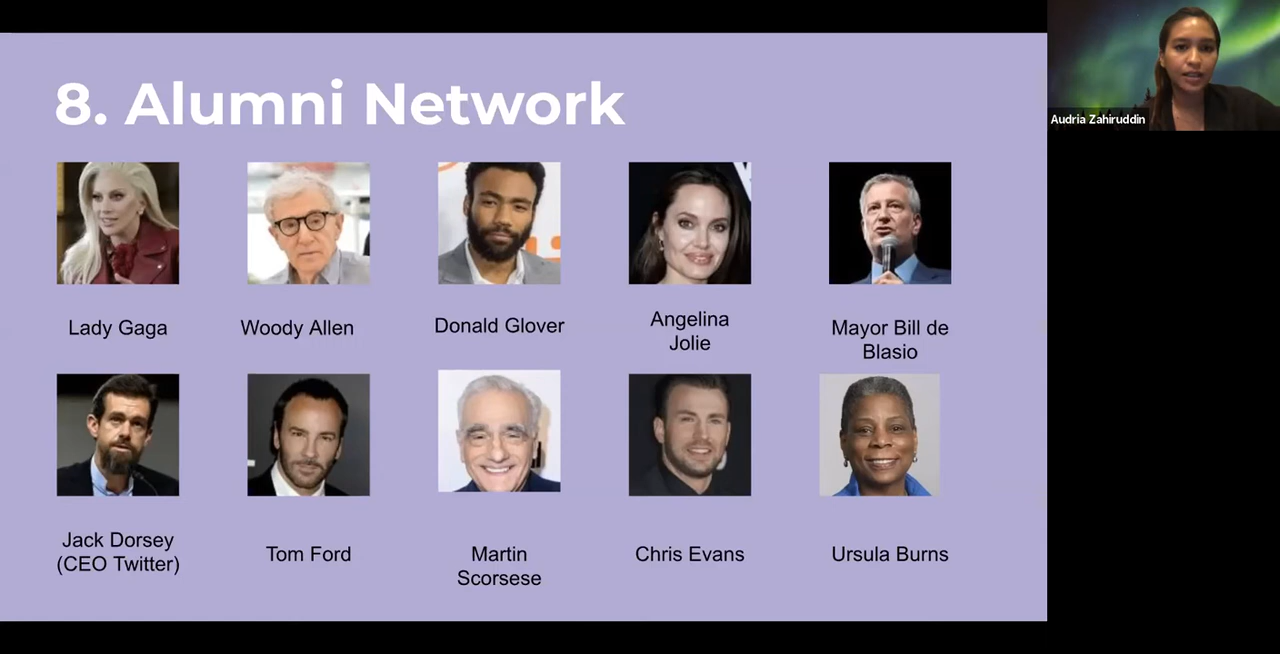 8. Alumni Network
Audria Zahiruddin
Lady Gaga
Woody Allen
Donald Glover
Angelina
Jolie
Mayor Bill de
Blasio
Jack Dorsey
(CEO Twitter)
Tom Ford
Martin
Scorsese
Chris Evans
Ursula Burns